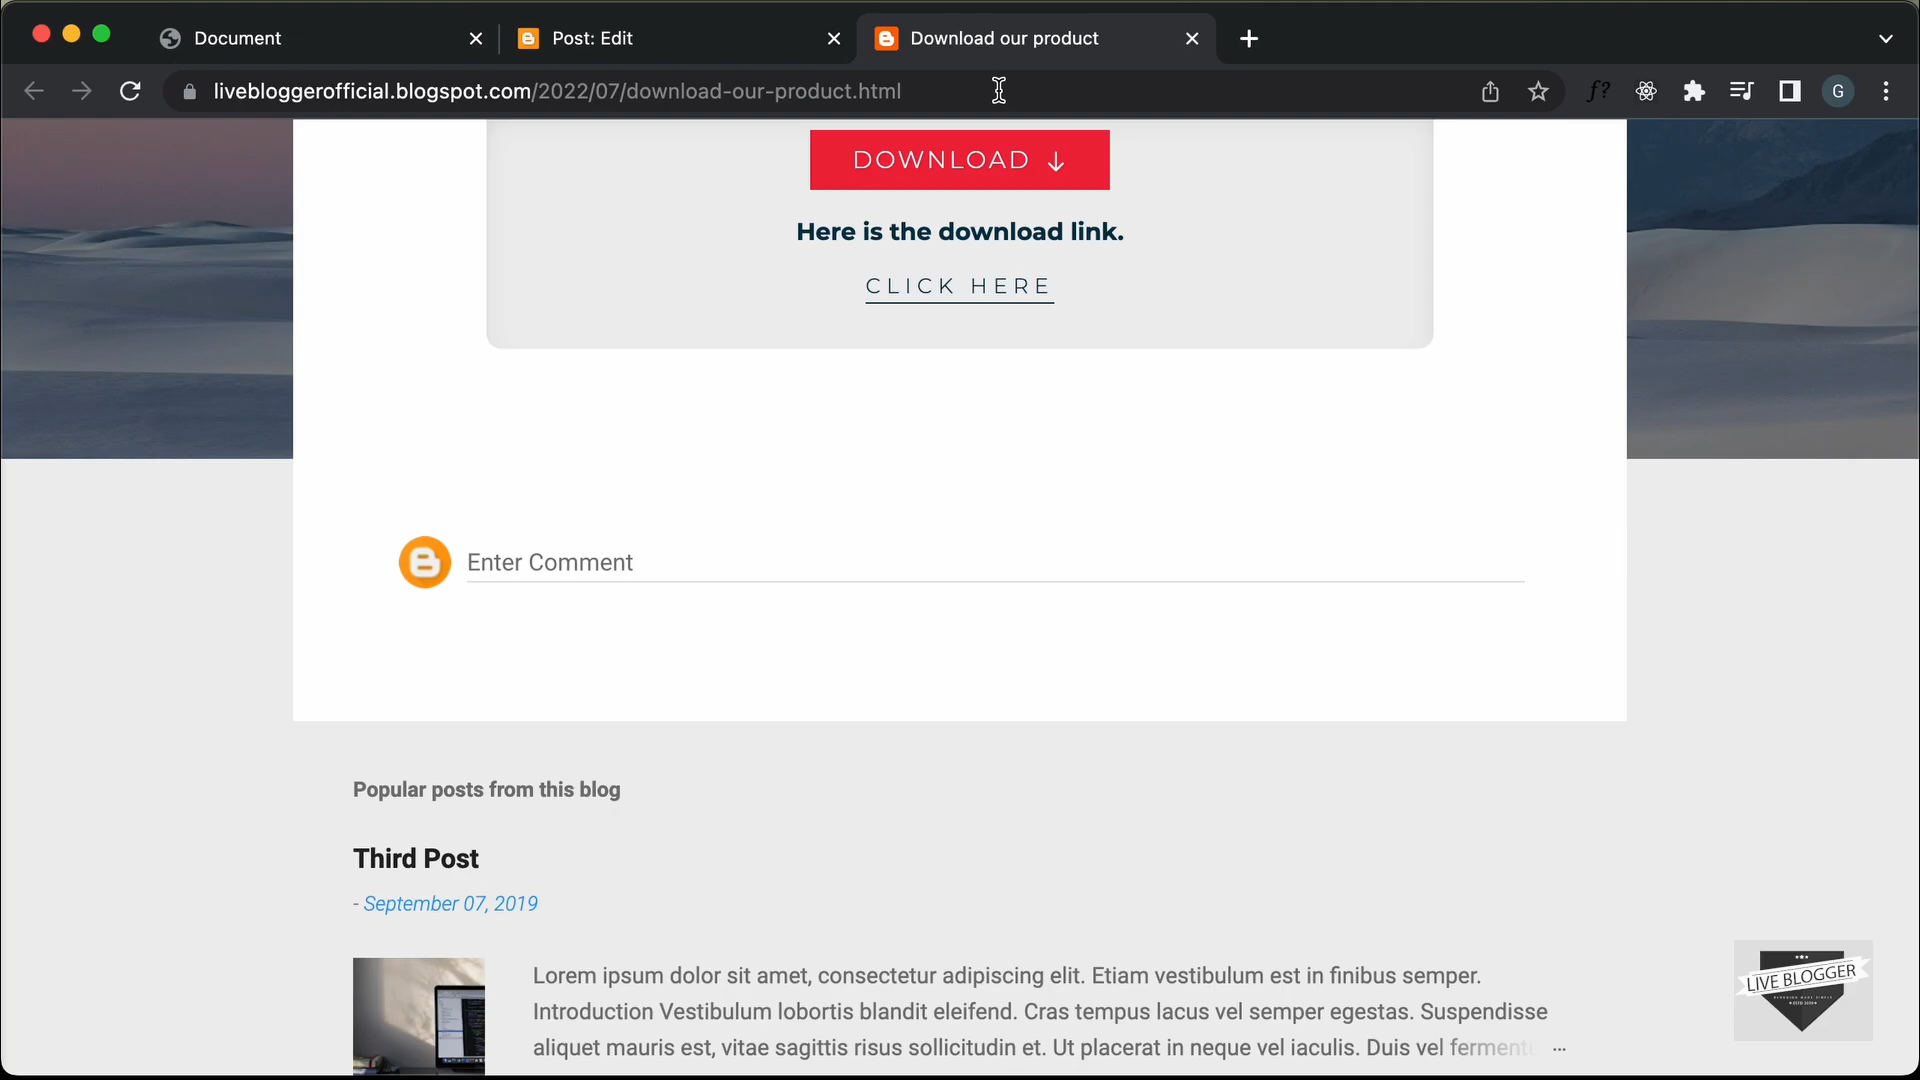 Document
Post: Edit
Download our product
livebloggerofficial.blogspot.com/2022/07/download-our-product.html
f?
G
DOWNLOAD ↓
Here is the download link.
CLICK HERE
Enter Comment
Popular posts from this blog
Third Post
- September 07, 2019
Lorem ipsum dolor sit amet, consectetur adipiscing elit. Etiam vestibulum est in finibus semper.
Introduction Vestibulum lobortis blandit eleifend. Cras tempus lacus vel semper egestas. Suspendisse
aliquet mauris est, vitae sagittis risus sollicitudin et. Ut placerat in neque vel iaculis. Duis vel ferment ...
LIVE BLOGGER